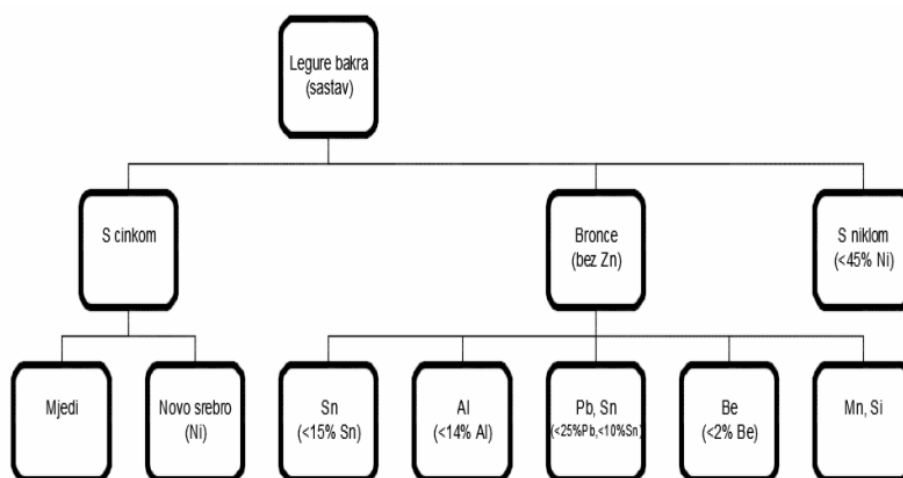 Legure bakra
(sastav)
S cinkom
Bronce
(bez Zn)
S niklom
(<45% Ni)
Mjedi
Novo srebro
(Ni)
Sn
(<15% Sn)
Al
(<14% Al)
Pb, Sn
(<25%Pb,<10%Sn)
Be
(<2% Be)
Mn, Si